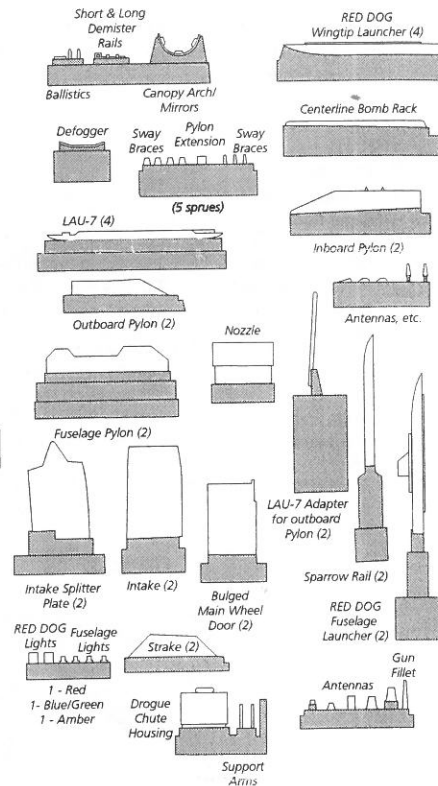 Short & Long
Demister
Rails
Ballistics
Canopy Arch/
Mirrors
RED DOG
Wingtip Launcher (4)
Centerline Bomb Rack
Defogger
Sway
Braces
Pylon
Extension
Sway
Braces
(5 sprues)
Inboard Pylon (2)
LAU-7 (4)
Outboard Pylon (2)
Antennas, etc.
Nozzle
Fuselage Pylon (2)
LAU-7 Adapter
for outboard
Pylon (2)
Sparrow Rail (2)
RED DOG
Fuselage
Launcher (2)
Intake Splitter
Plate (2)
Intake (2)
Bulged
Main Wheel
Door (2)
RED DOG
Lights
Fuselage
Lights
1 - Red
1- Blue/Green
1 - Amber
Strake (2)
Drogue
Chute
Housing
Support
Arms
Antennas
Gun
Fillet